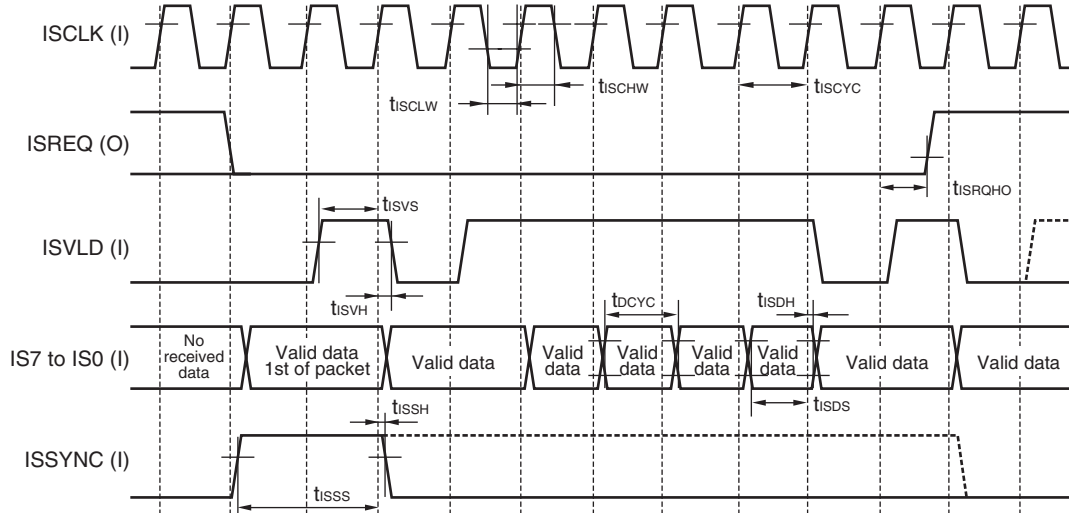 ISCLK (I)
tISCLW
tISCHW
tISCYC
ISREQ (O)
tISRQHO
tISVS
ISVLD (I)
tISVH
tDCYC
tISDH
IS7 to IS0 (I)
No
received
data
Valid data
1st of packet
Valid data
Valid
data
Valid
data
Valid
data
Valid
data
Valid data
Valid data
tISSH
tISDS
ISSYNC (I)
tISSS